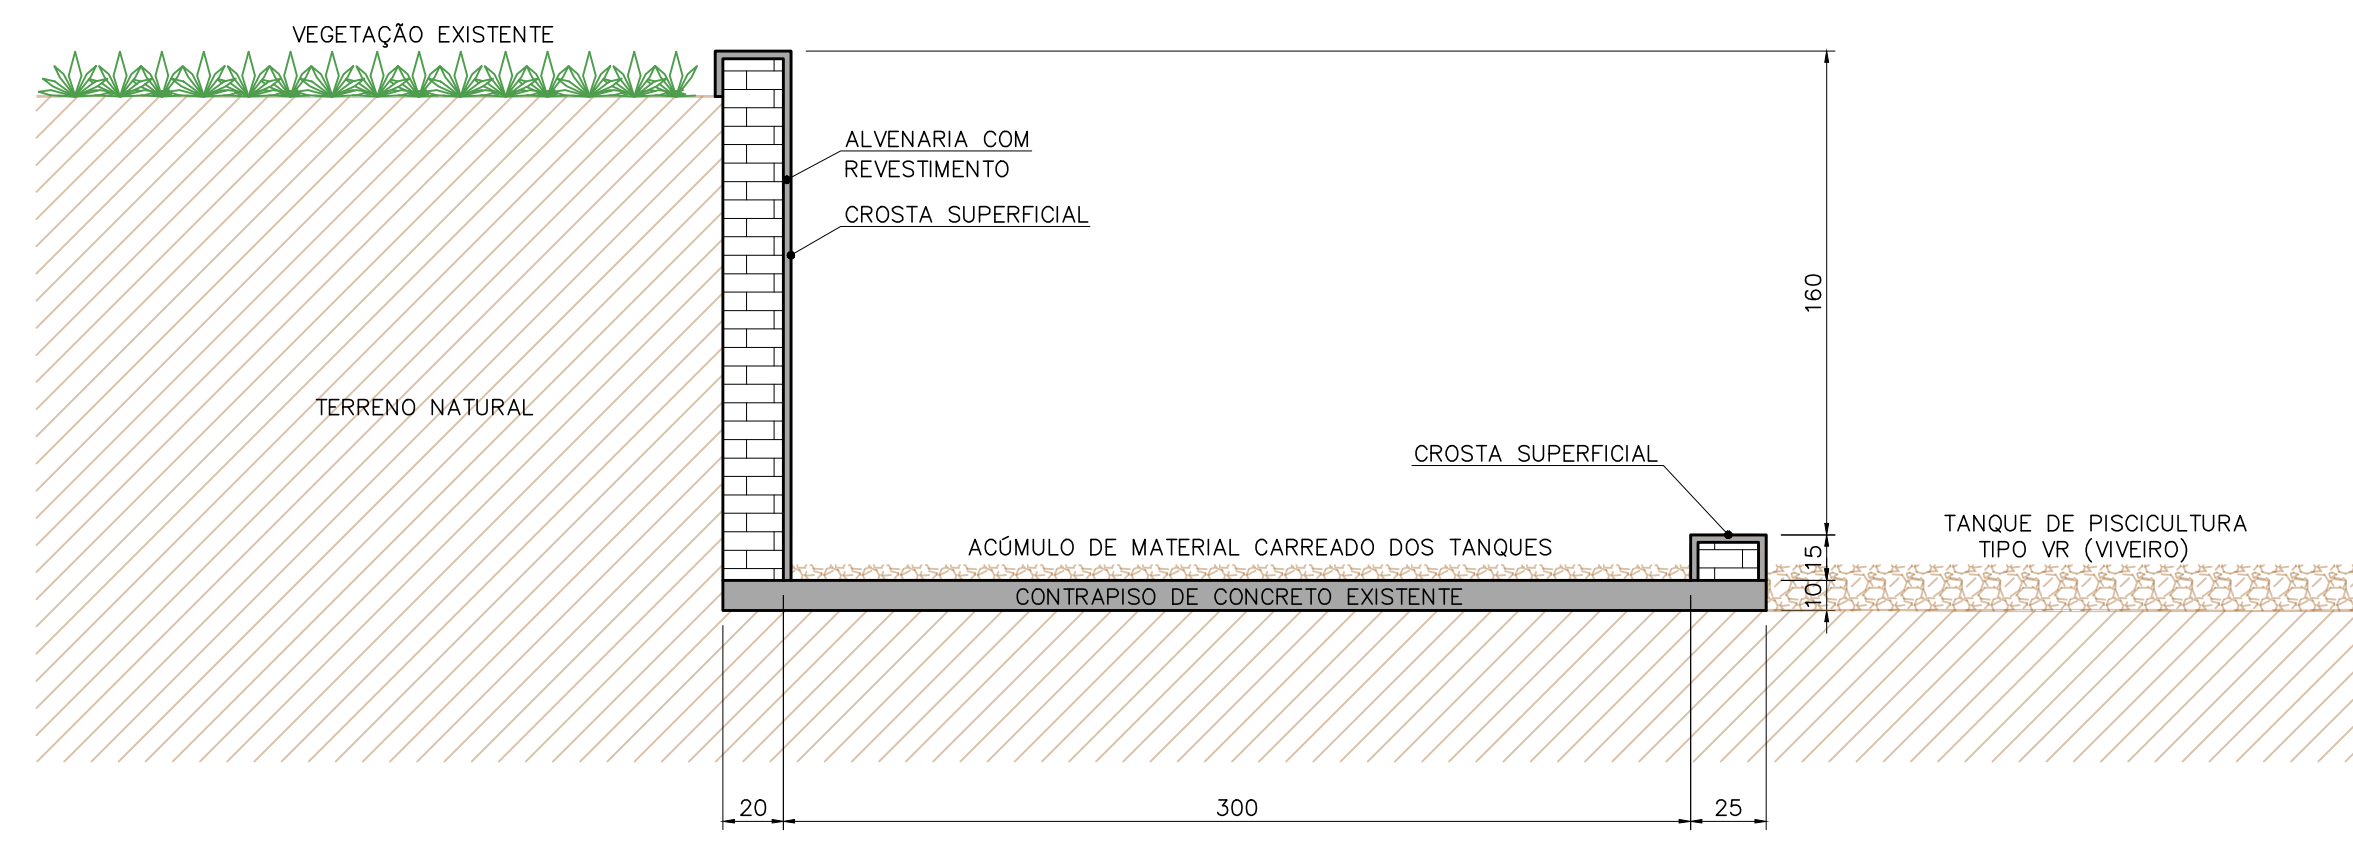 VEGETAÇÃO EXISTENTE
ALVENARIA COM
REVESTIMENTO
CROSTA SUPERFICIAL
160
TERRENO NATURAL
CROSTA SUPERFICIAL
TANQUE DE PISCICULTURA
TIPO VR (VIVEIRO)
ACÚMULO DE MATERIAL CARREADO DOS TANQUES
15
CONTRAPISO DE CONCRETO EXISTENTE
10
20
300
25